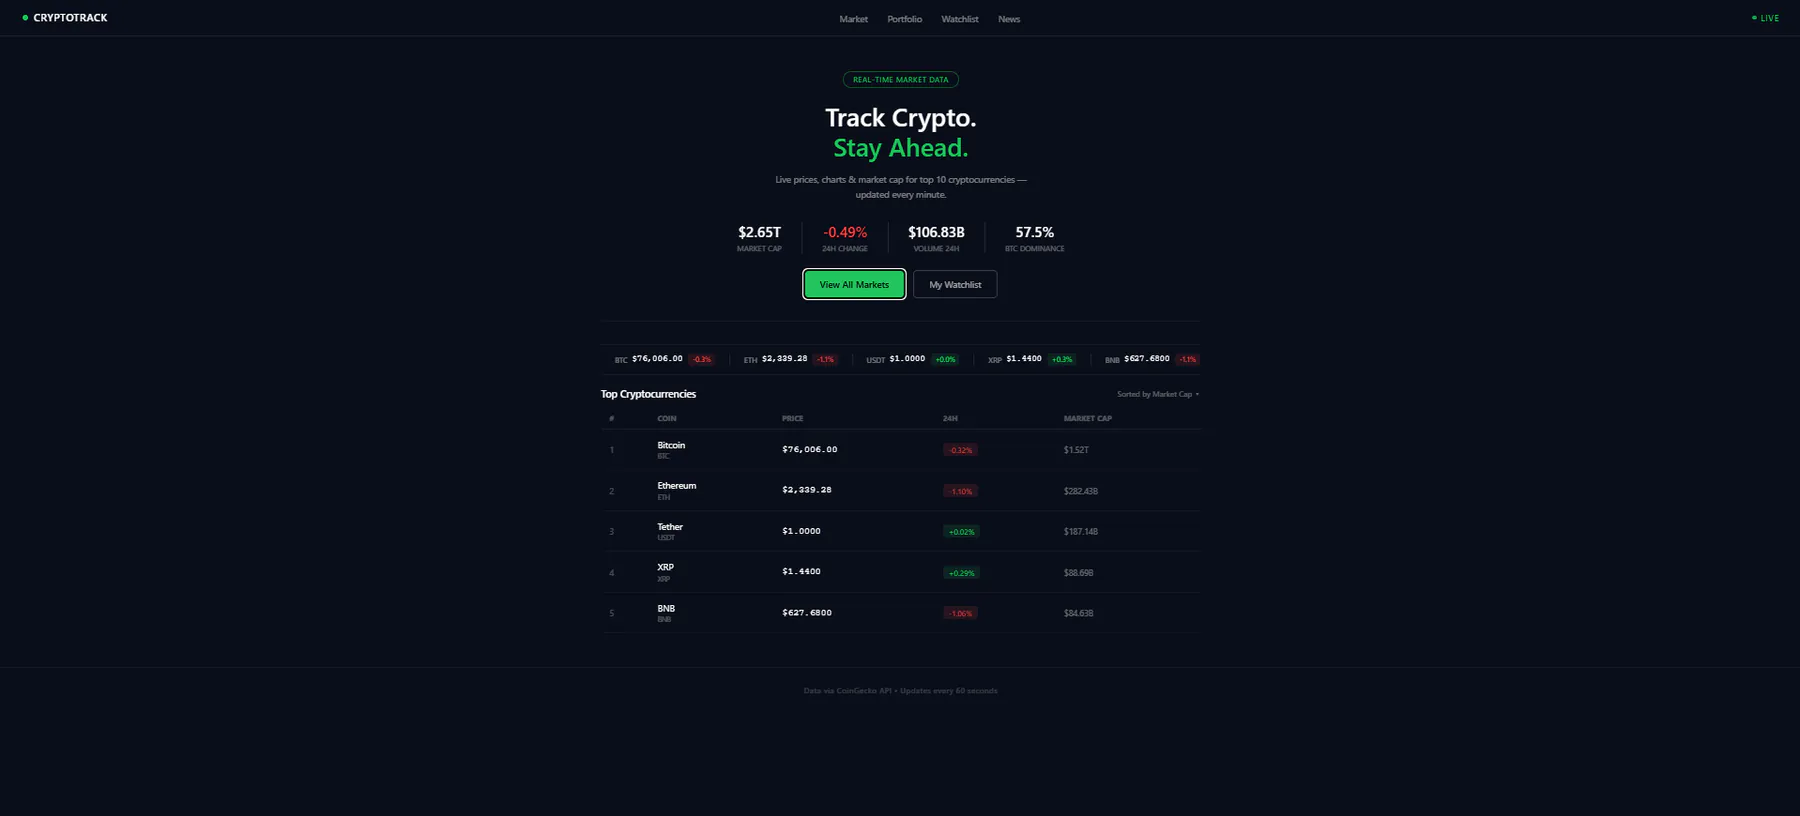 CRYPTOTRACK
Market Portfolio Watchlist News
LIVE
REAL-TIME MARKET DATA
Track Crypto.
Stay Ahead.
Live prices, charts & market cap for top 10 cryptocurrencies —
updated every minute.
$2.65T -0.49% $106.83B 57.5%
MARKET CAP 24H CHANGE VOLUME 24H BTC DOMINANCE
View All Markets My Watchlist
BTC $76,006.00 -0.3% ETH $2,339.28 -1.1% USDT $1.0000 +0.0% XRP $1.4400 +0.3% BNB $627.6800 -1.1%
Top Cryptocurrencies Sorted by Market Cap
# COIN PRICE 24H MARKET CAP
1 Bitcoin $76,006.00 -0.32% $1.52T
BTC
2 Ethereum $2,339.28 -1.10% $282.43B
ETH
3 Tether $1.0000 +0.02% $187.14B
USDT
4 XRP $1.4400 +0.29% $88.69B
XRP
5 BNB $627.6800 -1.06% $84.63B
BNB
Data via CoinGecko API • Updates every 60 seconds